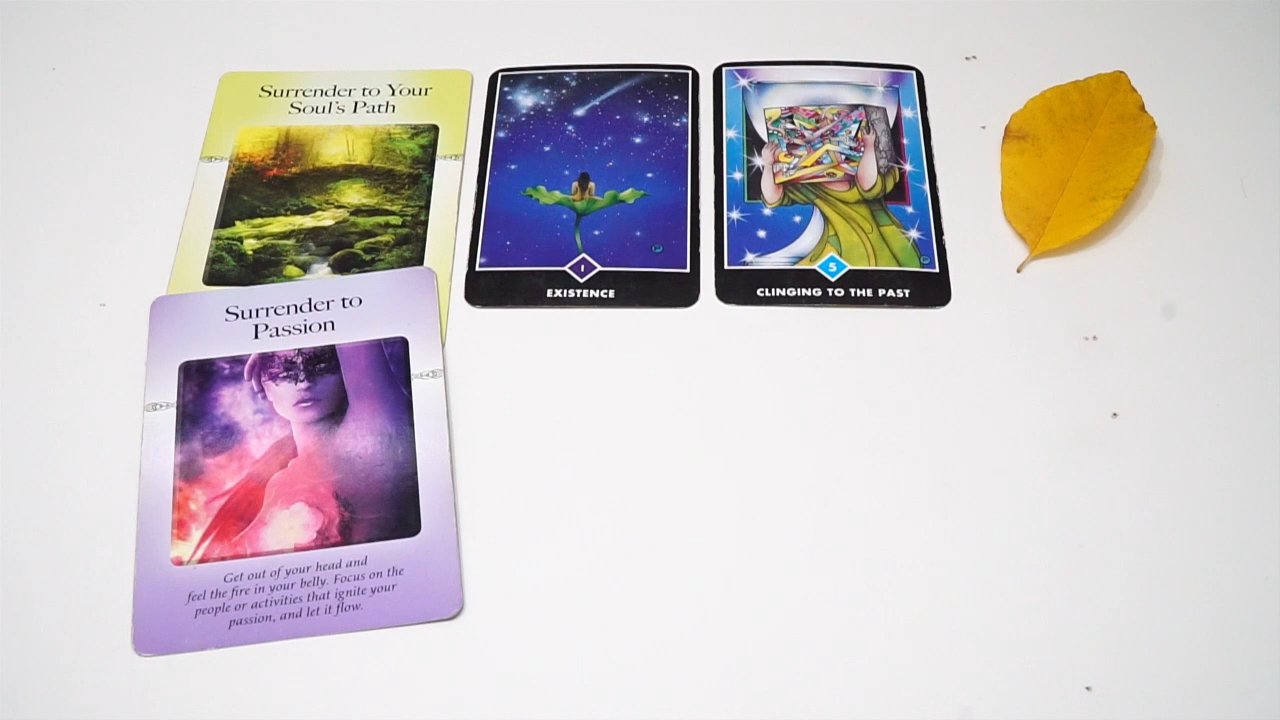 Surrender to Your
Soul's Path
I
EXISTENCE
5
CLINGING TO THE PAST
Surrender to
Passion
Get out of your head and
feel the fire in your belly. Focus on the
people or activities that ignite your
passion, and let it flow.